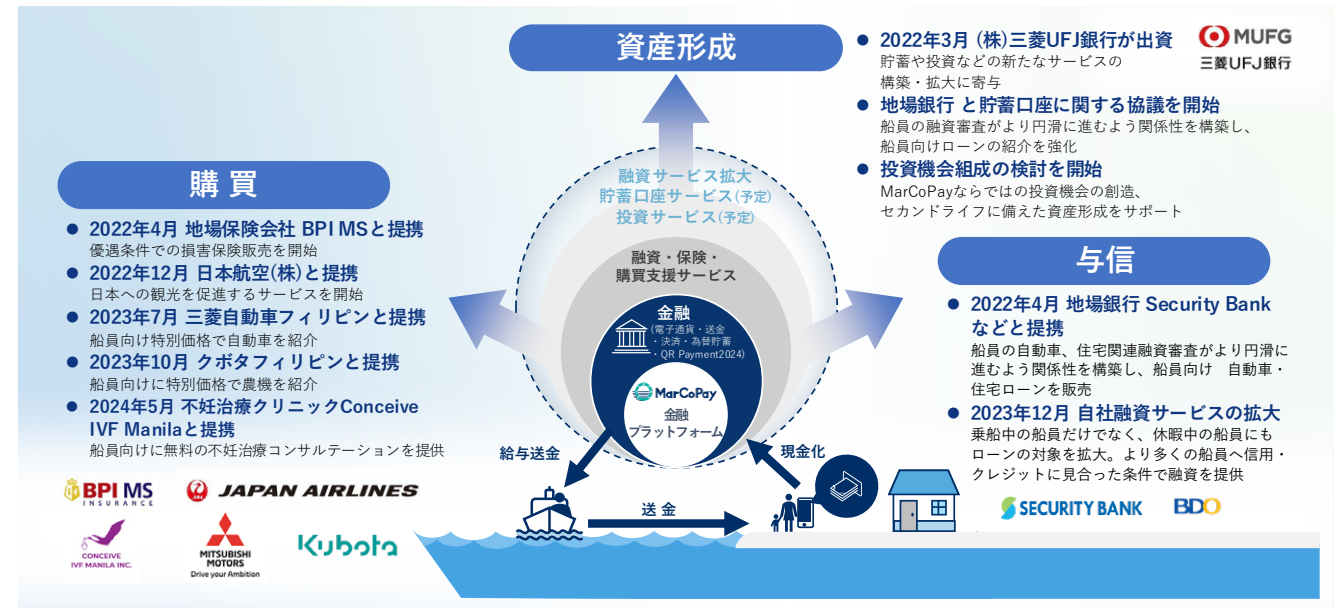 資産形成
● 2022年3月 (株)三菱UFJ銀行が出資
貯蓄や投資などの新たなサービスの
構築・拡大に寄与
● 地場銀行 と貯蓄口座に関する協議を開始
船員の融資審査がより円滑に進むよう関係性を構築し、
船員向けローンの紹介を強化
● 投資機会組成の検討を開始
MarCoPayならではの投資機会の創造、
セカンドライフに備えた資産形成をサポート
MUFG
三菱UFJ銀行
購買
● 2022年4月 地場保険会社 BPI MSと提携
優遇条件での損害保険販売を開始
● 2022年12月 日本航空(株)と提携
日本への観光を促進するサービスを開始
● 2023年7月 三菱自動車フィリピンと提携
船員向け特別価格で自動車を紹介
● 2023年10月 クボタフィリピンと提携
船員向けに特別価格で農機を紹介
● 2024年5月 不妊治療クリニックConceive
IVF Manilaと提携
船員向けに無料の不妊治療コンサルテーションを提供
BPI MS
INSURANCE
JAPAN AIRLINES
CONCEIVE
IVF MANILA INC.
MITSUBISHI
MOTORS
Drive your Ambition
Kubota
融資サービス拡大
貯蓄口座サービス(予定)
投資サービス(予定)
融資・保険・
購買支援サービス
金融
(電子通貨・送金
・決済・為替貯蓄
・QR Payment2024)
MarCoPay
金融
プラットフォーム
給与送金
現金化
送金
与信
● 2022年4月 地場銀行 Security Bank
などと提携
船員の自動車、住宅関連融資審査がより円滑に
進むよう関係性を構築し、船員向け 自動車・
住宅ローンを販売
● 2023年12月 自社融資サービスの拡大
乗船中の船員だけでなく、休暇中の船員にも
ローンの対象を拡大。より多くの船員へ信用・
クレジットに見合った条件で融資を提供
SECURITY BANK
BDO